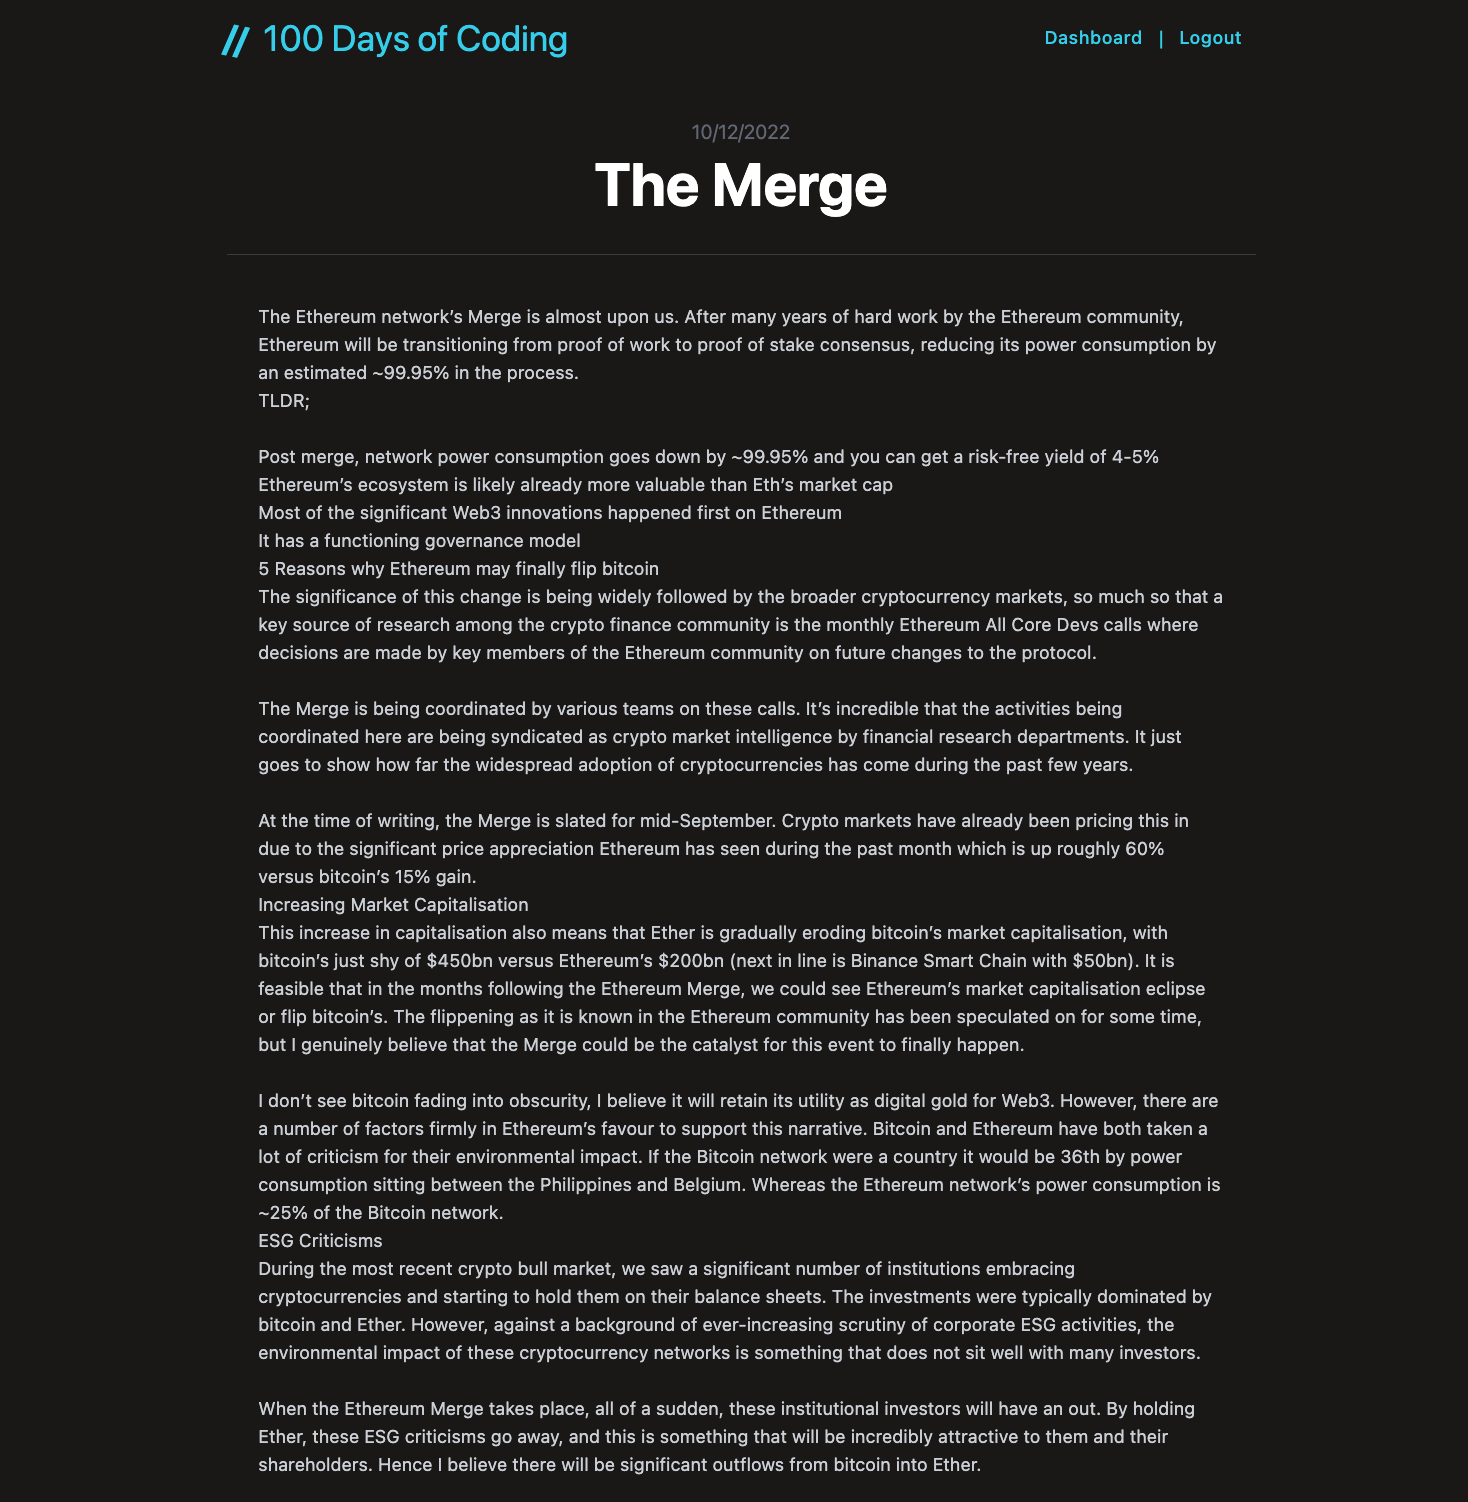 // 100 Days of Coding
Dashboard | Logout
10/12/2022
The Merge
The Ethereum network’s Merge is almost upon us. After many years of hard work by the Ethereum community,
Ethereum will be transitioning from proof of work to proof of stake consensus, reducing its power consumption by
an estimated ~99.95% in the process.
TLDR;
Post merge, network power consumption goes down by ~99.95% and you can get a risk-free yield of 4-5%
Ethereum’s ecosystem is likely already more valuable than Eth’s market cap
Most of the significant Web3 innovations happened first on Ethereum
It has a functioning governance model
5 Reasons why Ethereum may finally flip bitcoin
The significance of this change is being widely followed by the broader cryptocurrency markets, so much so that a
key source of research among the crypto finance community is the monthly Ethereum All Core Devs calls where
decisions are made by key members of the Ethereum community on future changes to the protocol.
The Merge is being coordinated by various teams on these calls. It’s incredible that the activities being
coordinated here are being syndicated as crypto market intelligence by financial research departments. It just
goes to show how far the widespread adoption of cryptocurrencies has come during the past few years.
At the time of writing, the Merge is slated for mid-September. Crypto markets have already been pricing this in
due to the significant price appreciation Ethereum has seen during the past month which is up roughly 60%
versus bitcoin’s 15% gain.
Increasing Market Capitalisation
This increase in capitalisation also means that Ether is gradually eroding bitcoin’s market capitalisation, with
bitcoin’s just shy of $450bn versus Ethereum’s $200bn (next in line is Binance Smart Chain with $50bn). It is
feasible that in the months following the Ethereum Merge, we could see Ethereum’s market capitalisation eclipse
or flip bitcoin’s. The flippening as it is known in the Ethereum community has been speculated on for some time,
but I genuinely believe that the Merge could be the catalyst for this event to finally happen.
I don’t see bitcoin fading into obscurity, I believe it will retain its utility as digital gold for Web3. However, there are
a number of factors firmly in Ethereum’s favour to support this narrative. Bitcoin and Ethereum have both taken a
lot of criticism for their environmental impact. If the Bitcoin network were a country it would be 36th by power
consumption sitting between the Philippines and Belgium. Whereas the Ethereum network’s power consumption is
~25% of the Bitcoin network.
ESG Criticisms
During the most recent crypto bull market, we saw a significant number of institutions embracing
cryptocurrencies and starting to hold them on their balance sheets. The investments were typically dominated by
bitcoin and Ether. However, against a background of ever-increasing scrutiny of corporate ESG activities, the
environmental impact of these cryptocurrency networks is something that does not sit well with many investors.
When the Ethereum Merge takes place, all of a sudden, these institutional investors will have an out. By holding
Ether, these ESG criticisms go away, and this is something that will be incredibly attractive to them and their
shareholders. Hence I believe there will be significant outflows from bitcoin into Ether.